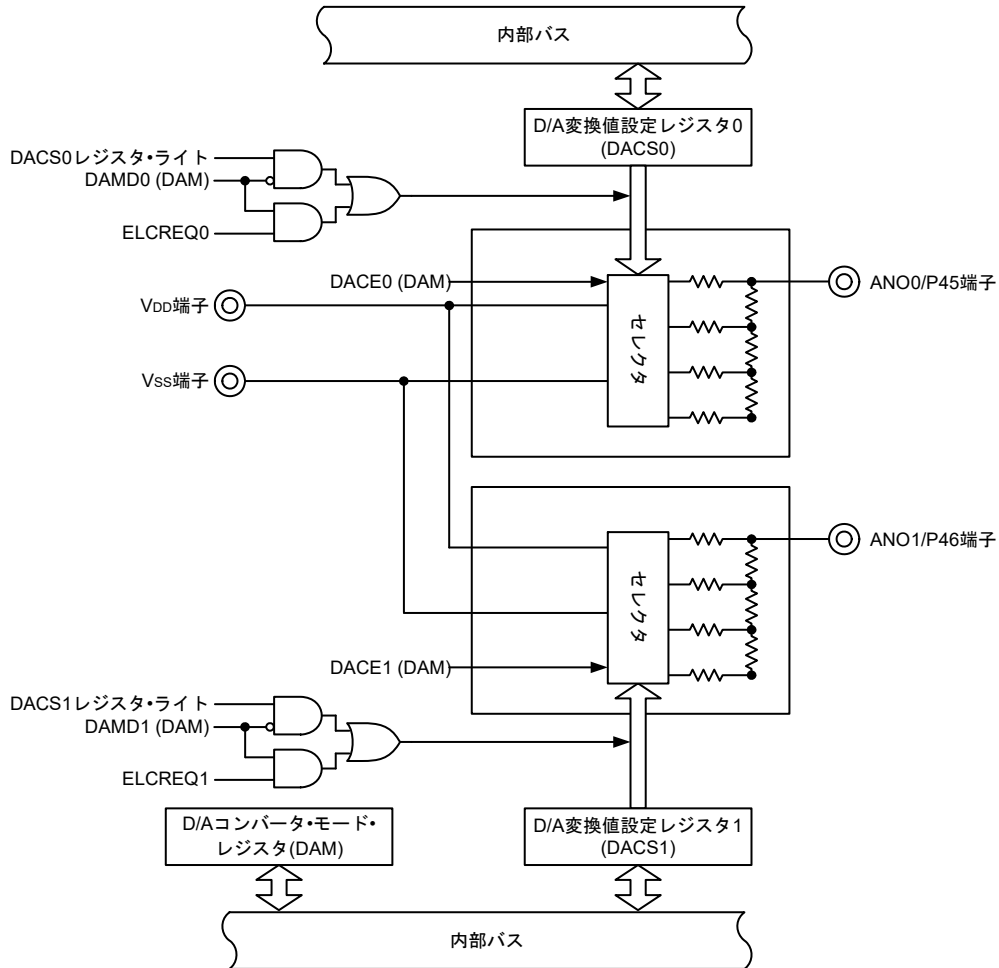 内部バス
D/A変換値設定レジスタ0
(DACS0)
DACS0レジスタ・ライト
DAMD0 (DAM)
ELCREQ0
DACE0 (DAM)
VDD端子
VSS端子
セレクタ
ANO0/P45端子
セレクタ
ANO1/P46端子
DACE1 (DAM)
DACS1レジスタ・ライト
DAMD1 (DAM)
ELCREQ1
D/Aコンバータ・モード・
レジスタ(DAM)
D/A変換値設定レジスタ1
(DACS1)
内部バス